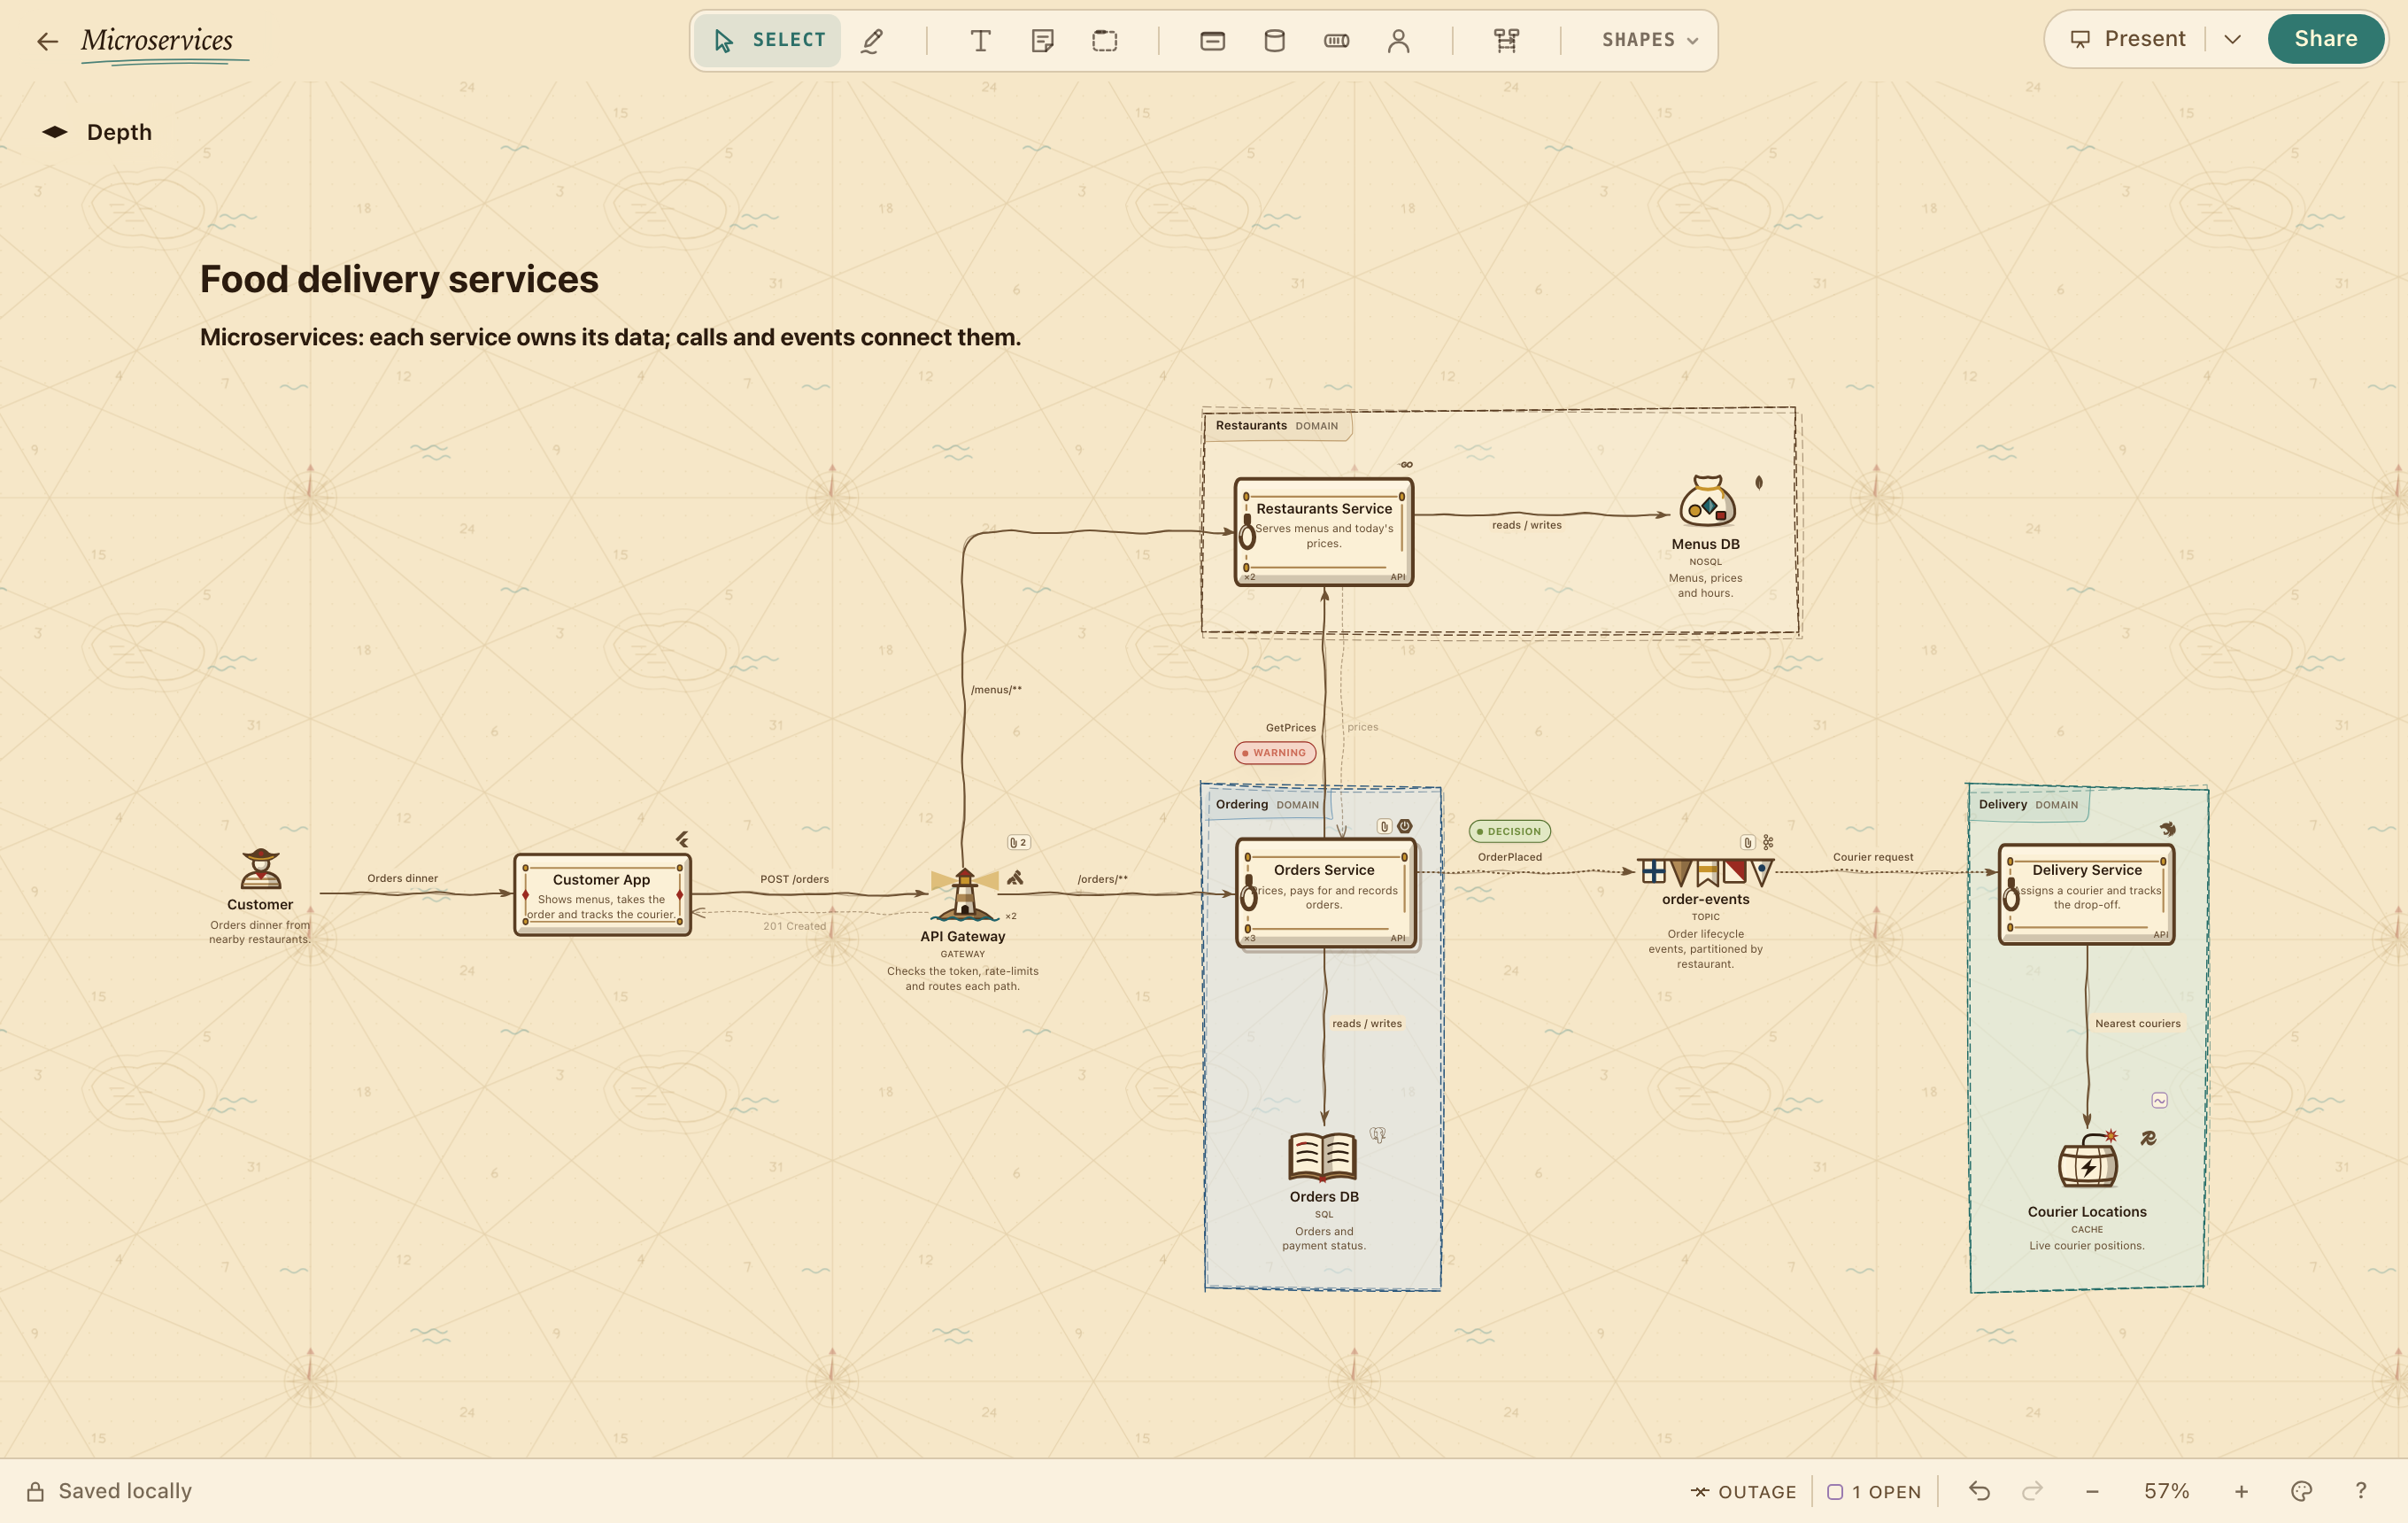 Microservices
SELECT
SHAPES
Present
Share
Depth
Food delivery services
Microservices: each service owns its data; calls and events connect them.
Restaurants DOMAIN
GO
Restaurants Service
Serves menus and today's
prices.
×2
API
reads / writes
Menus DB
NOSQL
Menus, prices
and hours.
/menus/**
GetPrices
prices
WARNING
Ordering DOMAIN
Delivery DOMAIN
Customer
Orders dinner from
nearby restaurants.
Orders dinner
Customer App
Shows menus, takes the
order and tracks the courier.
POST /orders
201 Created
2
×2
API Gateway
GATEWAY
Checks the token, rate-limits
and routes each path.
/orders/**
Orders Service
Prices, pays for and records
orders.
×3
API
DECISION
OrderPlaced
order-events
TOPIC
Order lifecycle
events, partitioned by
restaurant.
Courier request
Delivery Service
Assigns a courier and tracks
the drop-off.
API
reads / writes
Nearest couriers
Orders DB
SQL
Orders and
payment status.
Courier Locations
CACHE
Live courier positions.
Saved locally
OUTAGE
1 OPEN
57%
?